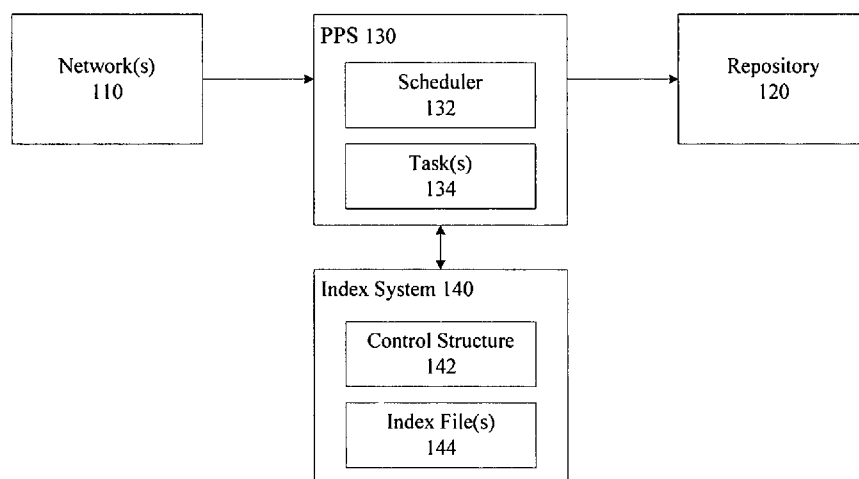 Network(s)
110
PPS 130
Scheduler
132
Task(s)
134
Repository
120
Index System 140
Control Structure
142
Index File(s)
144